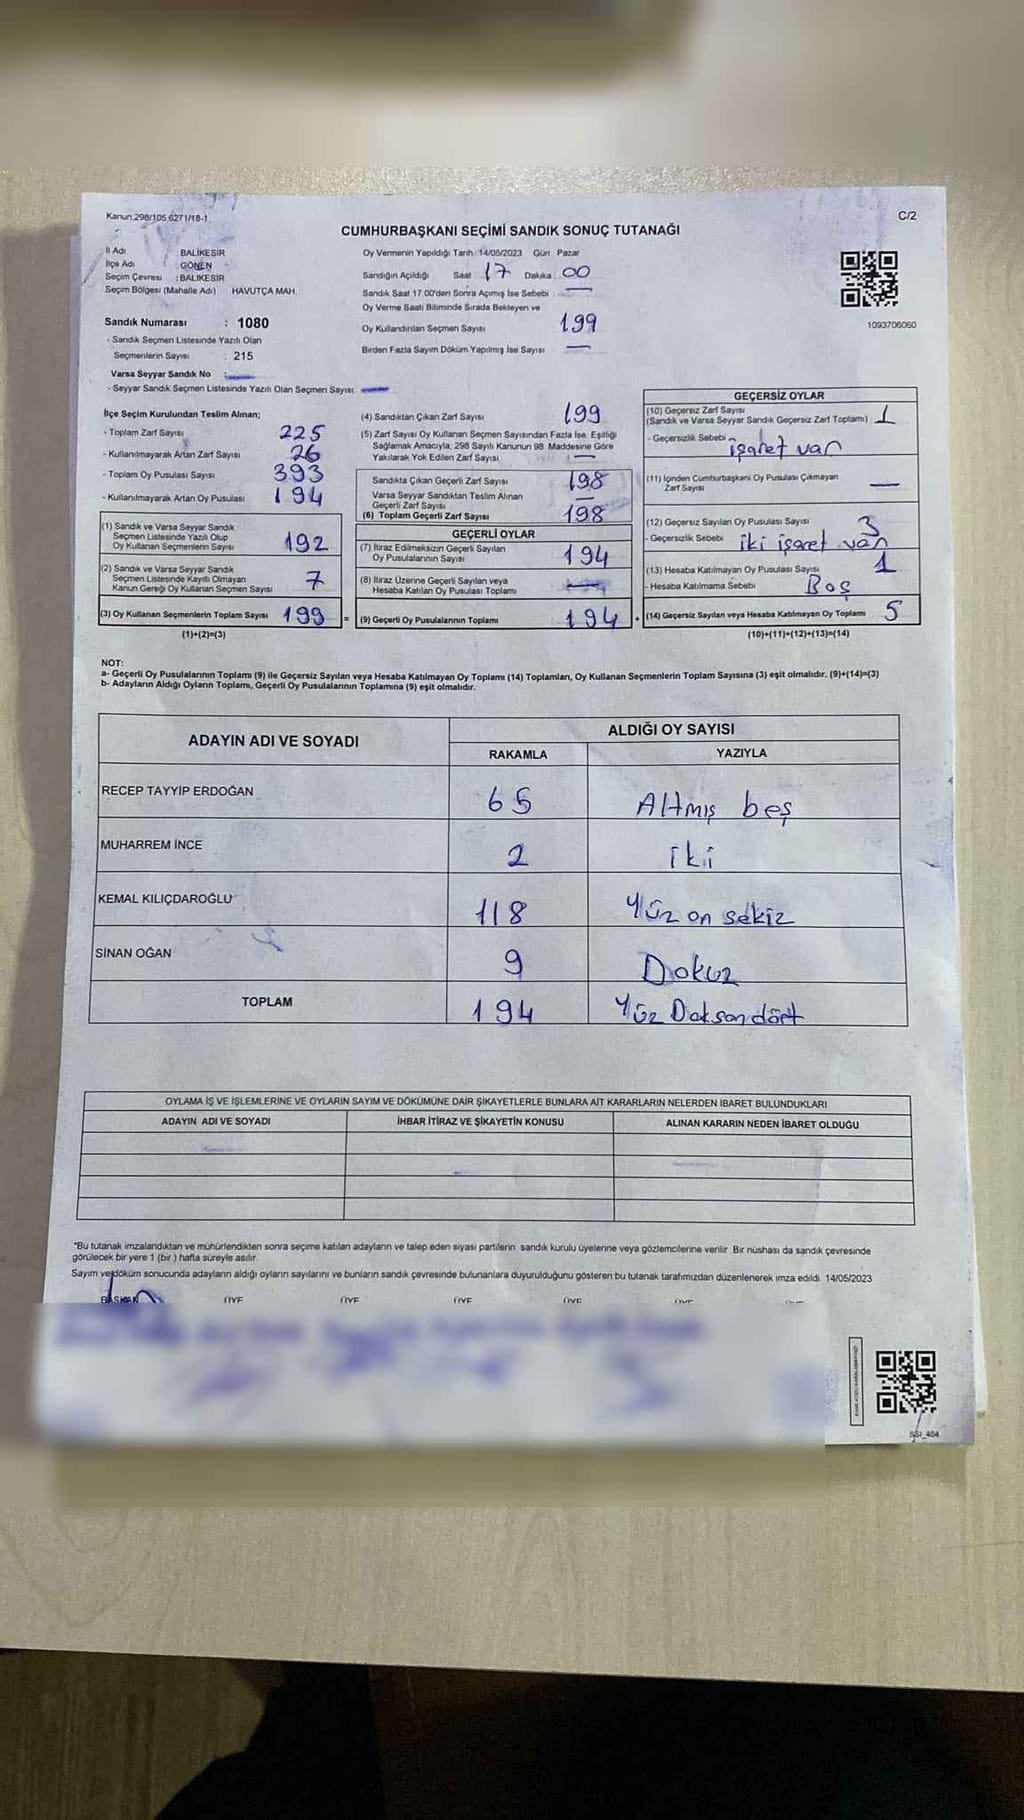 Kanun:298/105 6271/18-1
C/2
CUMHURBAŞKANI SEÇİMİ SANDIK SONUÇ TUTANAĞI
İl Adı BALIKESİR
İlçe Adı GÖNEN
Seçim Çevresi : BALIKESİR
Seçim Bölgesi (Mahalle Adı) HAVUTÇA MAH.
Sandık Numarası : 1080
- Sandık Seçmen Listesinde Yazılı Olan
Seçmenlerin Sayısı : 215
Varsa Seyyar Sandık No : —
- Seyyar Sandık Seçmen Listesinde Yazılı Olan Seçmen Sayısı: —
Oy Vermenin Yapıldığı Tarih: 14/05/2023 Gün: Pazar
Sandığın Açıldığı Saat 17 Dakika 00
Sandık Saat 17.00'den Sonra Açılmış İse Sebebi : —
Oy Verme Saati Bitiminde Sırada Bekleyen ve
Oy Kullandırılan Seçmen Sayısı 199
Birden Fazla Sayım Döküm Yapılmış İse Sayısı —
1093706060
İlçe Seçim Kurulundan Teslim Alınan;
- Toplam Zarf Sayısı 225
- Kullanılmayarak Artan Zarf Sayısı 26
- Toplam Oy Pusulası Sayısı 393
- Kullanılmayarak Artan Oy Pusulası 194
(1) Sandık ve Varsa Seyyar Sandık
Seçmen Listesinde Yazılı Olup
Oy Kullanan Seçmenlerin Sayısı 192
(2) Sandık ve Varsa Seyyar Sandık
Seçmen Listesinde Kayıtlı Olmayan
Kanun Gereği Oy Kullanan Seçmen Sayısı 7
(3) Oy Kullanan Seçmenlerin Toplam Sayısı 199
(1)+(2)=(3)
(4) Sandıktan Çıkan Zarf Sayısı 199
(5) Zarf Sayısı Oy Kullanan Seçmen Sayısından Fazla İse, Eşitliği
Sağlamak Amacıyla, 298 Sayılı Kanunun 98. Maddesine Göre
Yakılarak Yok Edilen Zarf Sayısı —
Sandıkta Çıkan Geçerli Zarf Sayısı 198
Varsa Seyyar Sandıktan Teslim Alınan
Geçerli Zarf Sayısı —
(6) Toplam Geçerli Zarf Sayısı 198
GEÇERLİ OYLAR
(7) İtiraz Edilmeksizin Geçerli Sayılan
Oy Pusulalarının Sayısı 194
(8) İtiraz Üzerine Geçerli Sayılan veya
Hesaba Katılan Oy Pusulası Toplamı
= (9) Geçerli Oy Pusulalarının Toplamı 194
GEÇERSİZ OYLAR
(10) Geçersiz Zarf Sayısı
(Sandık ve Varsa Seyyar Sandık Geçersiz Zarf Toplamı) 1
- Geçersizlik Sebebi işaret var
(11) İçinden Cumhurbaşkanı Oy Pusulası Çıkmayan
Zarf Sayısı —
(12) Geçersiz Sayılan Oy Pusulası Sayısı 3
- Geçersizlik Sebebi iki işaret var
(13) Hesaba Katılmayan Oy Pusulası Sayısı 1
- Hesaba Katılmama Sebebi Boş
+ (14) Geçersiz Sayılan veya Hesaba Katılmayan Oy Toplamı 5
(10)+(11)+(12)+(13)=(14)
NOT:
a- Geçerli Oy Pusulalarının Toplamı (9) ile Geçersiz Sayılan veya Hesaba Katılmayan Oy Toplamı (14) Toplamları, Oy Kullanan Seçmenlerin Toplam Sayısına (3) eşit olmalıdır. (9)+(14)=(3)
b- Adayların Aldığı Oyların Toplamı, Geçerli Oy Pusulalarının Toplamına (9) eşit olmalıdır.
ADAYIN ADI VE SOYADI ALDIĞI OY SAYISI
RAKAMLA YAZIYLA
RECEP TAYYİP ERDOĞAN 65 Altmış beş
MUHARREM İNCE 2 iki
KEMAL KILIÇDAROĞLU 118 Yüz on sekiz
SİNAN OĞAN 9 Dokuz
TOPLAM 194 Yüz Doksan dört
OYLAMA İŞ VE İŞLEMLERİNE VE OYLARIN SAYIM VE DÖKÜMÜNE DAİR ŞİKAYETLERLE BUNLARA AİT KARARLARIN NELERDEN İBARET BULUNDUKLARI
ADAYIN ADI VE SOYADI İHBAR İTİRAZ VE ŞİKAYETİN KONUSU ALINAN KARARIN NEDEN İBARET OLDUĞU
*Bu tutanak imzalandıktan ve mühürlendikten sonra seçime katılan adayların ve talep eden siyasi partilerin sandık kurulu üyelerine veya gözlemcilerine verilir. Bir nüshası da sandık çevresinde
görülecek bir yere 1 (bir ) hafta süreyle asılır.
Sayım ve döküm sonucunda adayların aldığı oyların sayılarını ve bunların sandık çevresinde bulunanlara duyurulduğunu gösteren bu tutanak tarafımızdan düzenlenerek imza edildi. 14/05/2023
BAŞKAN ÜYE ÜYE ÜYE ÜYE ÜYE
SSI_404